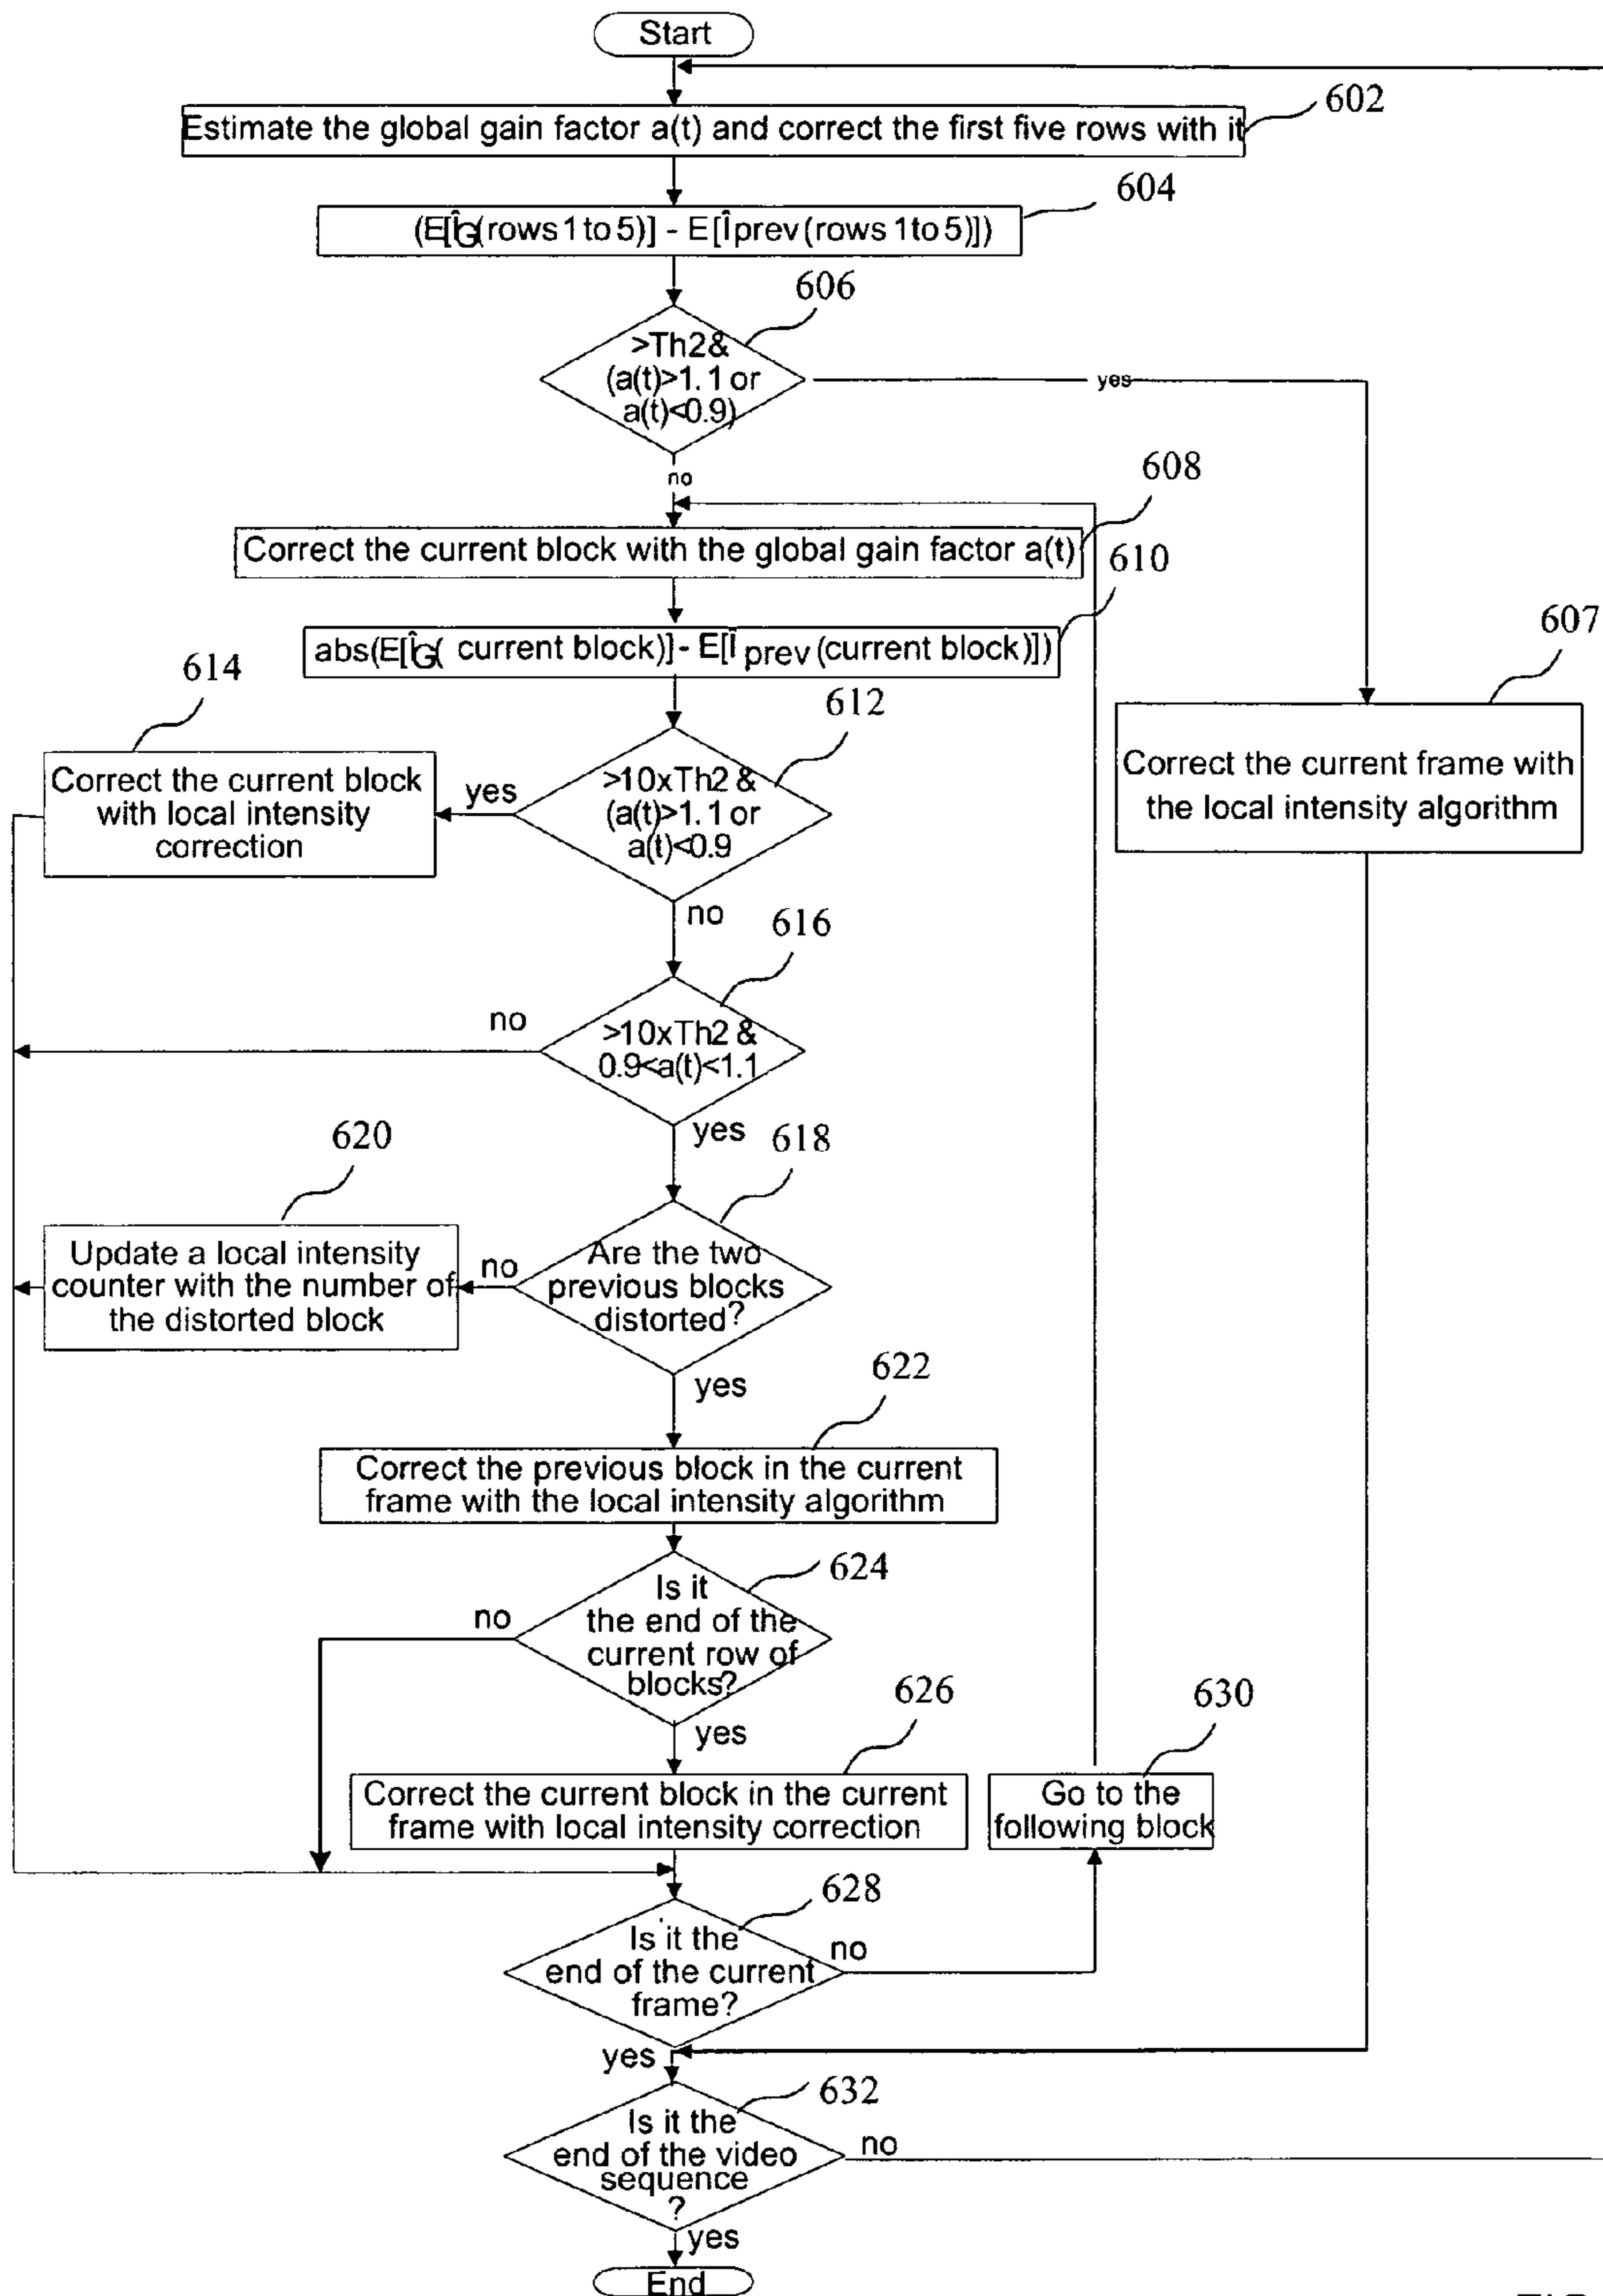 Start
602
Estimate the global gain factor a(t) and correct the first five rows with it
604
(E[ÎG(rows 1 to 5)] - E[Îprev(rows 1to 5)])
606
>Th2&
(a(t)>1.1 or
a(t)<0.9)
yes
no
608
Correct the current block with the global gain factor a(t)
610
abs(E[ÎG( current block)] - E[Î prev (current block)])
607
Correct the current frame with
the local intensity algorithm
614
Correct the current block
with local intensity
correction
612
yes
>10xTh2 &
(a(t)>1.1 or
a(t)<0.9
no
616
no
>10xTh2 &
0.9<a(t)<1.1
yes
618
620
Update a local intensity
counter with the number of
the distorted block
no
Are the two
previous blocks
distorted?
yes
622
Correct the previous block in the current
frame with the local intensity algorithm
624
no
Is it
the end of the
current row of
blocks?
yes
626
Correct the current block in the current
frame with local intensity correction
630
Go to the
following block
628
Is it the
end of the current
frame?
no
yes
632
Is it the
end of the video
sequence
?
no
yes
End